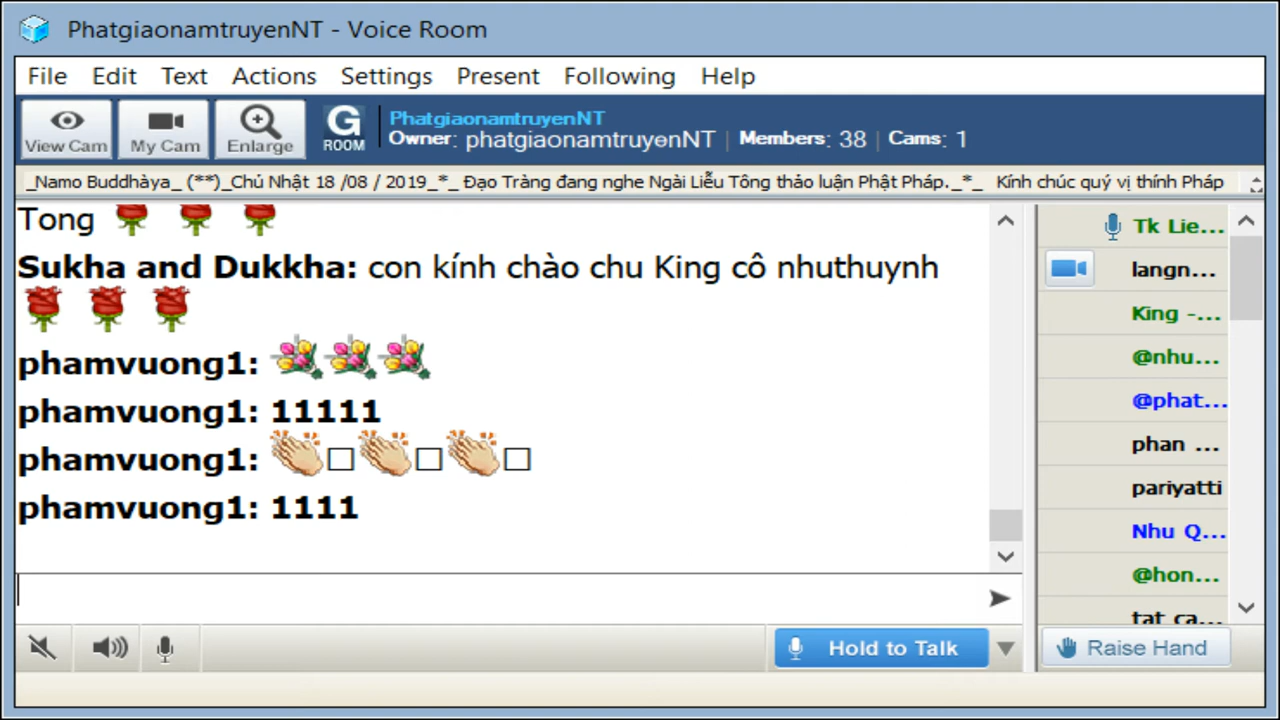 PhatgiaonamtruyenNT - Voice Room
File Edit Text Actions Settings Present Following Help
View Cam My Cam Enlarge G ROOM
PhatgiaonamtruyenNT
Owner: phatgiaonamtruyenNT | Members: 38 | Cams: 1
_Namo Buddhàya_ (**)_Chủ Nhật 18 /08 / 2019_*_ Đạo Tràng đang nghe Ngài Liễu Tông thảo luận Phật Pháp._*_ Kính chúc quý vị thính Pháp
Tong
Sukha and Dukkha: con kính chào chu King cô nhuthuynh
phamvuong1:
phamvuong1: 11111
phamvuong1:
phamvuong1: 1111
Tk Lie...
langn...
King -...
@nhu...
@phat...
phan ...
pariyatti
Nhu Q...
@hon...
tat ca...
Hold to Talk
Raise Hand